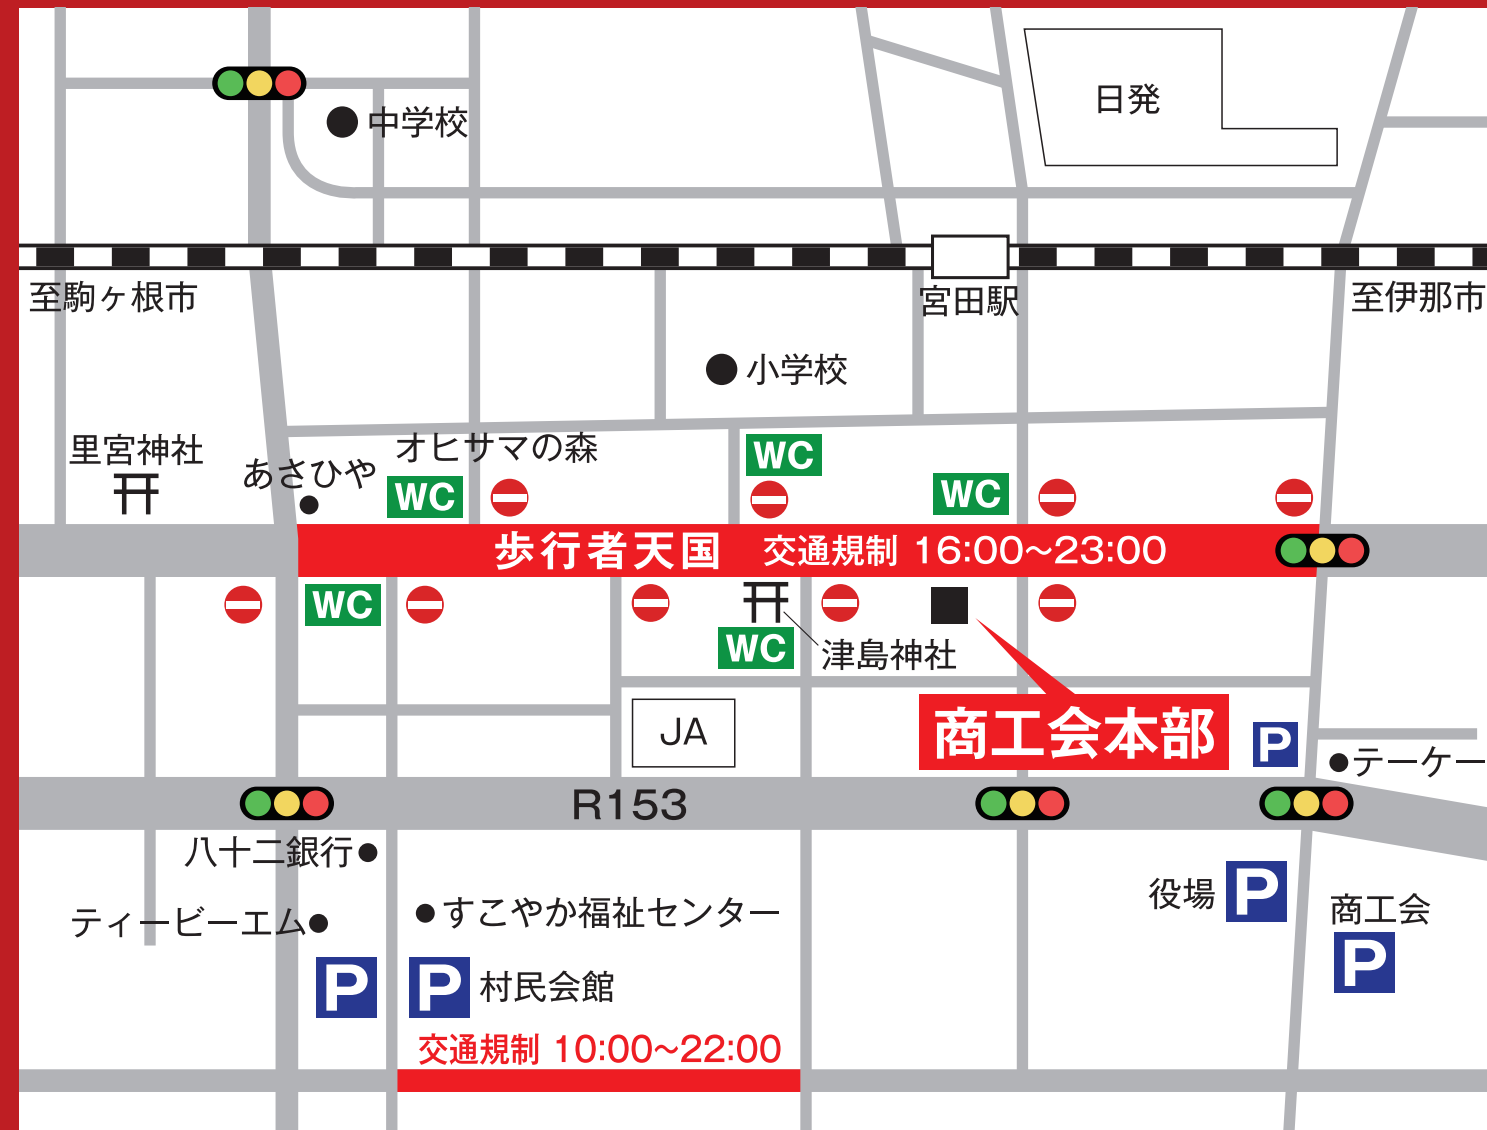 日発
中学校
至駒ヶ根市
宮田駅
至伊那市
小学校
里宮神社
あさひや
オヒサマの森
WC
WC
WC
歩行者天国 交通規制 16:00〜23:00
WC
WC
津島神社
JA
商工会本部
P
テーケー
R153
八十二銀行
ティービーエム
すこやか福祉センター
役場
P
商工会
P
P
P
村民会館
交通規制 10:00〜22:00